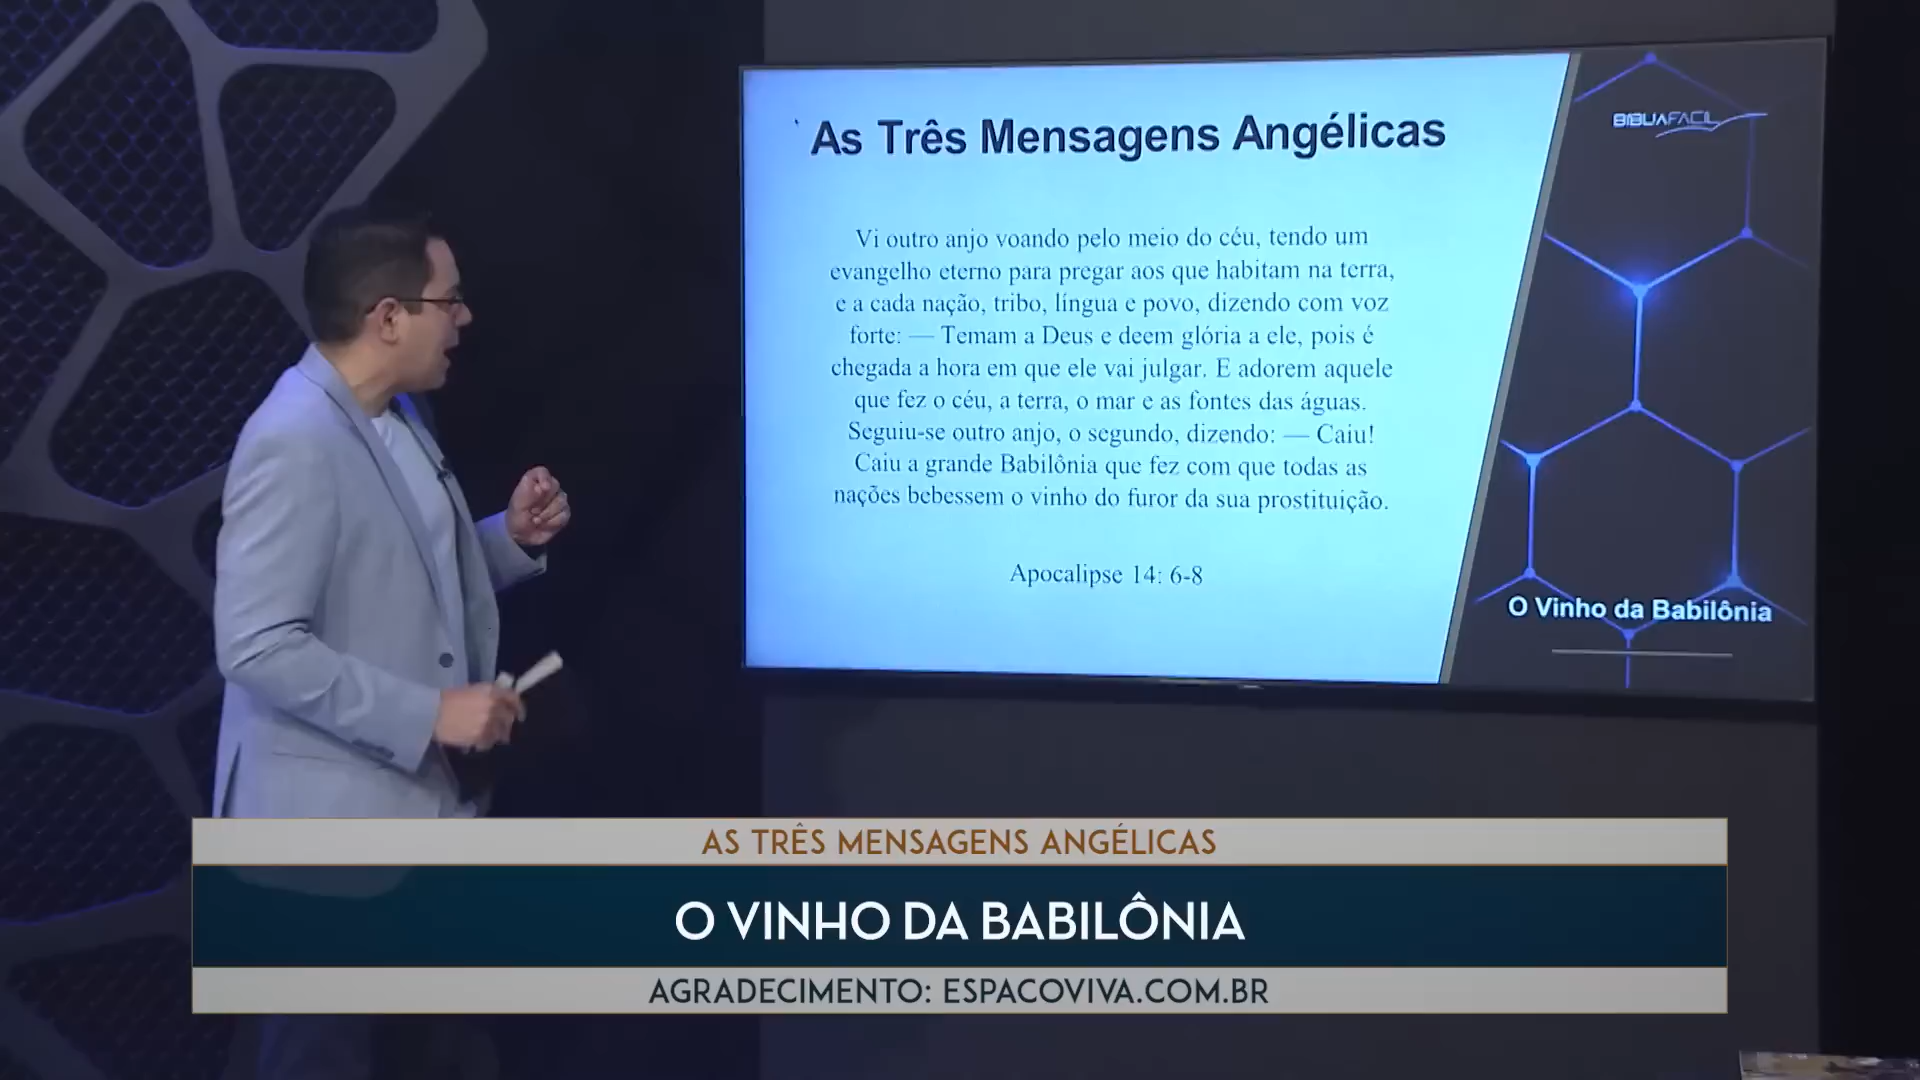 As Três Mensagens Angélicas
BIBLIAFACIL
Vi outro anjo voando pelo meio do céu, tendo um
evangelho eterno para pregar aos que habitam na terra,
e a cada nação, tribo, língua e povo, dizendo com voz
forte: — Temam a Deus e deem glória a ele, pois é
chegada a hora em que ele vai julgar. E adorem aquele
que fez o céu, a terra, o mar e as fontes das águas.
Seguiu-se outro anjo, o segundo, dizendo: — Caiu!
Caiu a grande Babilônia que fez com que todas as
nações bebessem o vinho do furor da sua prostituição.
Apocalipse 14: 6-8
O Vinho da Babilônia
AS TRÊS MENSAGENS ANGÉLICAS
O VINHO DA BABILÔNIA
AGRADECIMENTO: ESPACOVIVA.COM.BR